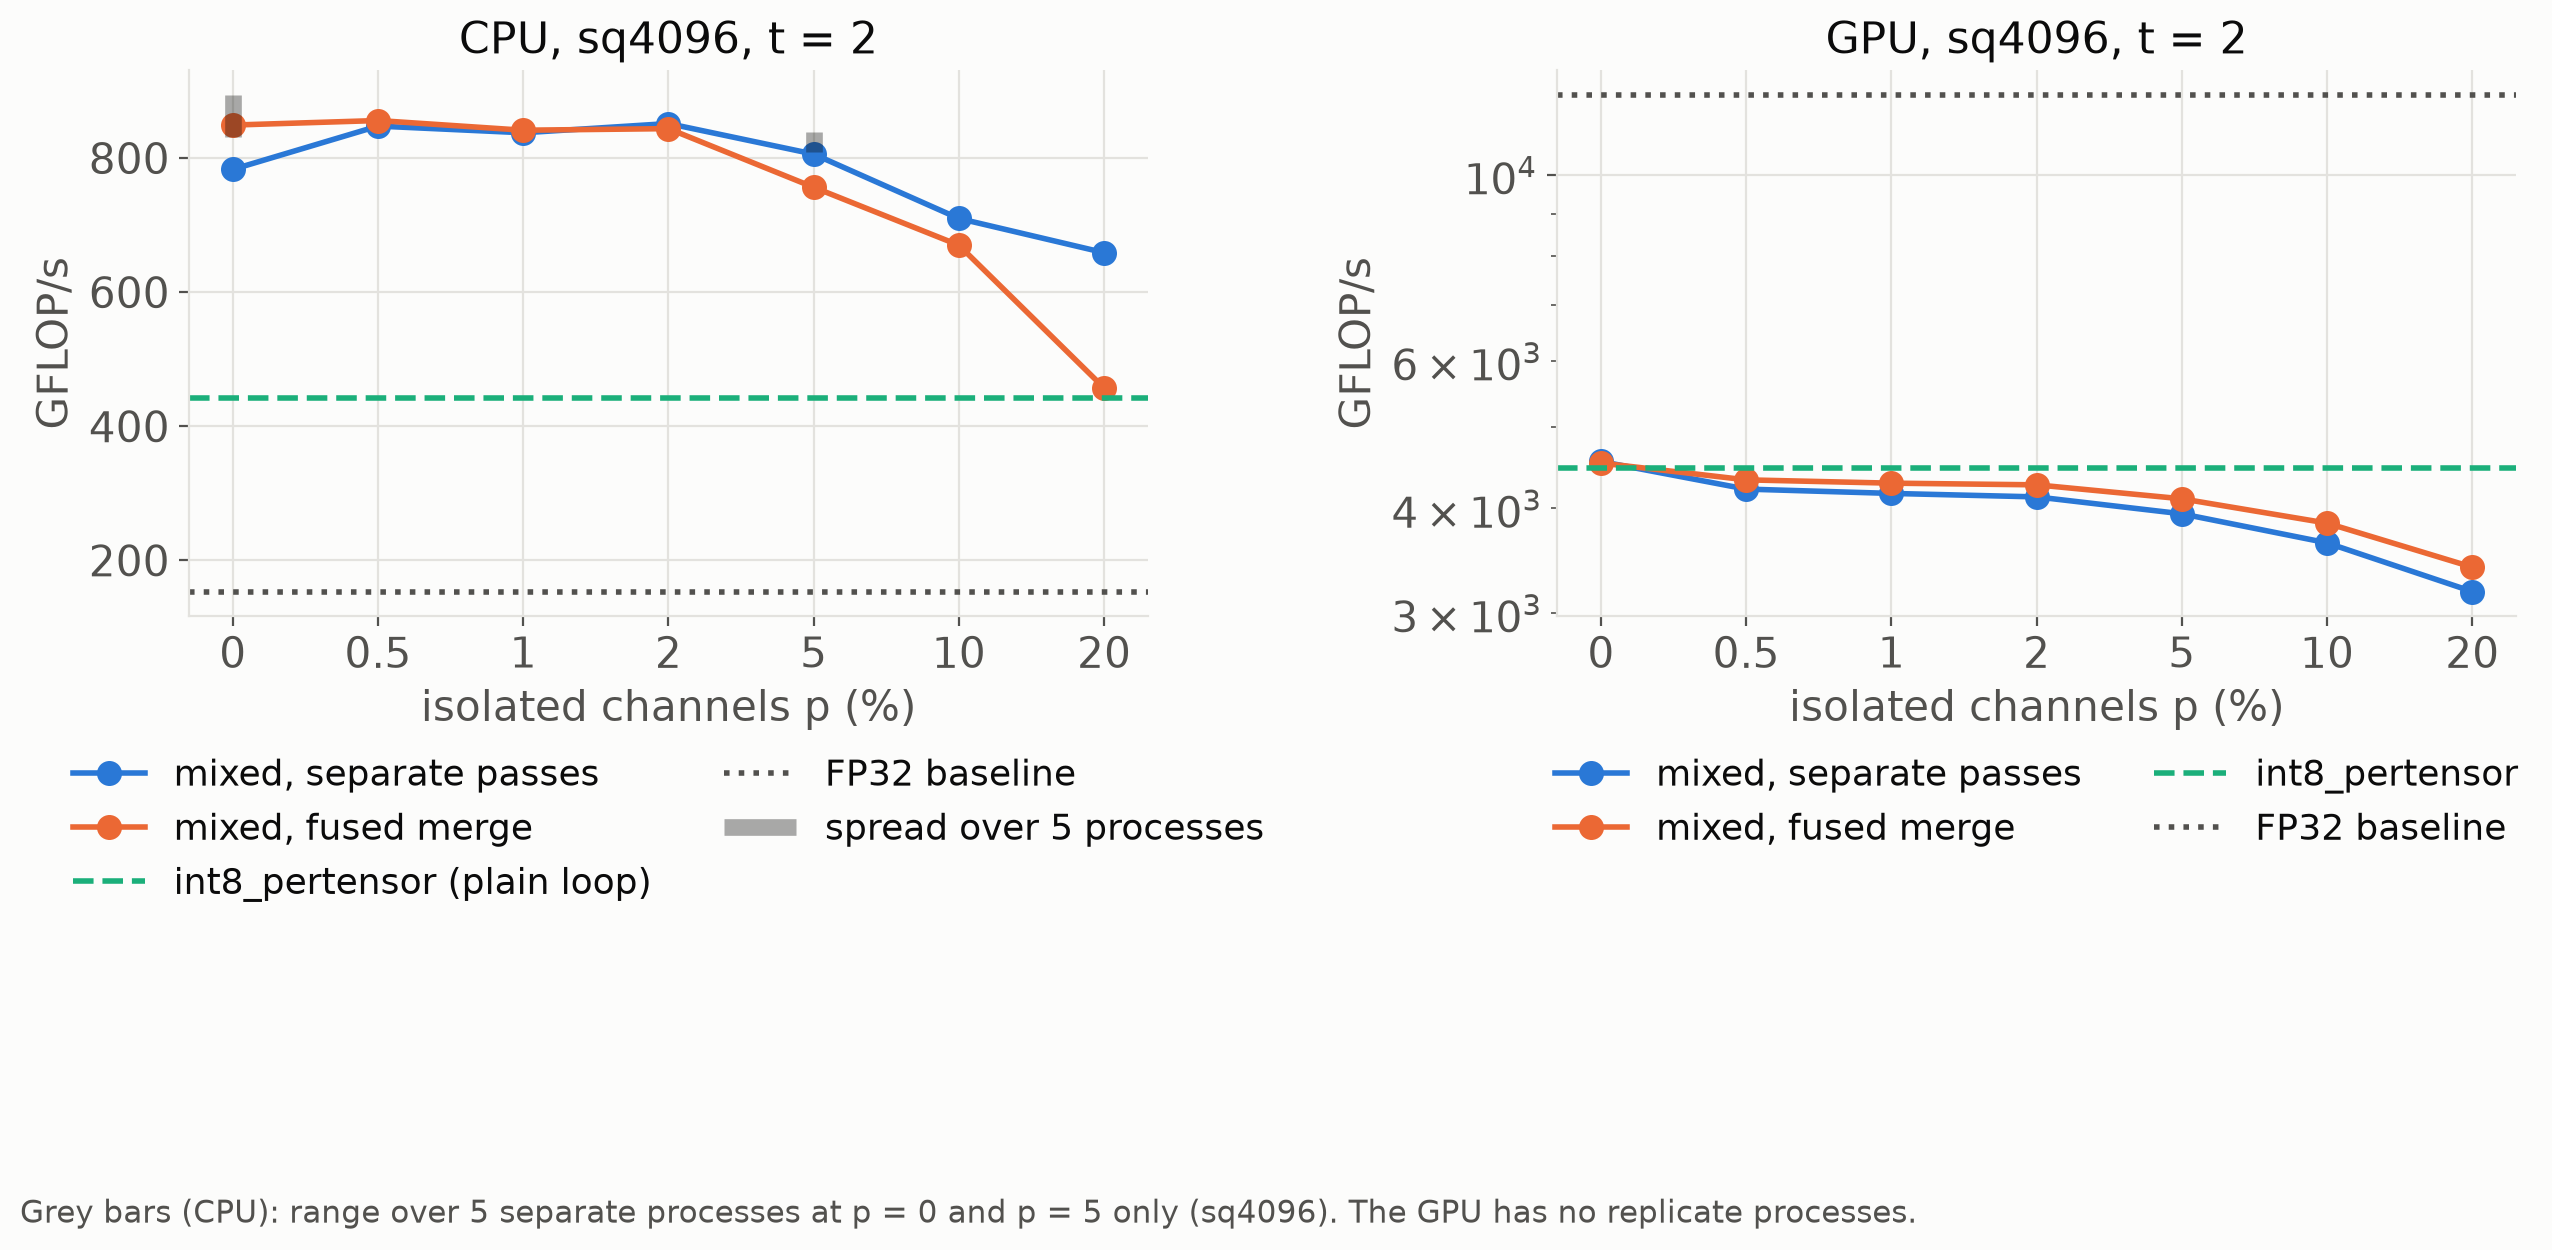 CPU, sq4096, t = 2
GFLOP/s
800
600
400
200
0 0.5 1 2 5 10 20
isolated channels p (%)
mixed, separate passes
mixed, fused merge
int8_pertensor (plain loop)
FP32 baseline
spread over 5 processes
GPU, sq4096, t = 2
GFLOP/s
10⁴
6 × 10³
4 × 10³
3 × 10³
0 0.5 1 2 5 10 20
isolated channels p (%)
mixed, separate passes
mixed, fused merge
int8_pertensor
FP32 baseline
Grey bars (CPU): range over 5 separate processes at p = 0 and p = 5 only (sq4096). The GPU has no replicate processes.